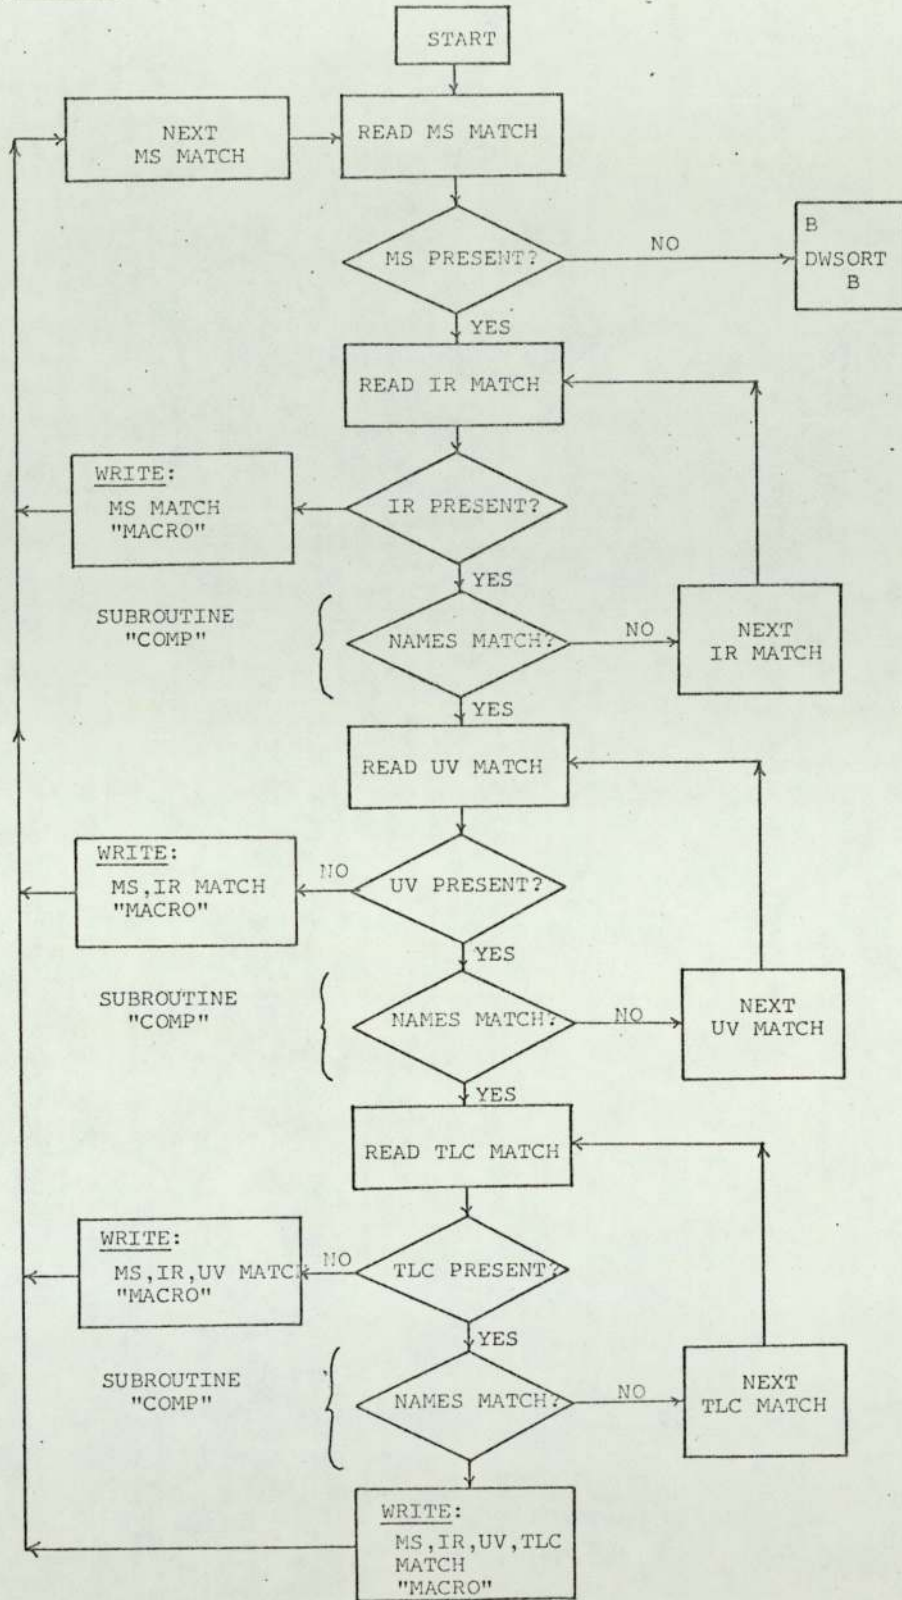 START
NEXT
MS MATCH
READ MS MATCH
MS PRESENT?
NO
B
DWSORT
B
YES
READ IR MATCH
WRITE:
MS MATCH
"MACRO"
IR PRESENT?
YES
SUBROUTINE
"COMP"
NAMES MATCH?
NO
NEXT
IR MATCH
YES
READ UV MATCH
WRITE:
MS,IR MATCH
"MACRO"
NO
UV PRESENT?
YES
SUBROUTINE
"COMP"
NAMES MATCH?
NO
NEXT
UV MATCH
YES
READ TLC MATCH
WRITE:
MS,IR,UV MATCH
"MACRO"
NO
TLC PRESENT?
YES
SUBROUTINE
"COMP"
NAMES MATCH?
NO
NEXT
TLC MATCH
WRITE:
MS,IR,UV,TLC
MATCH
"MACRO"